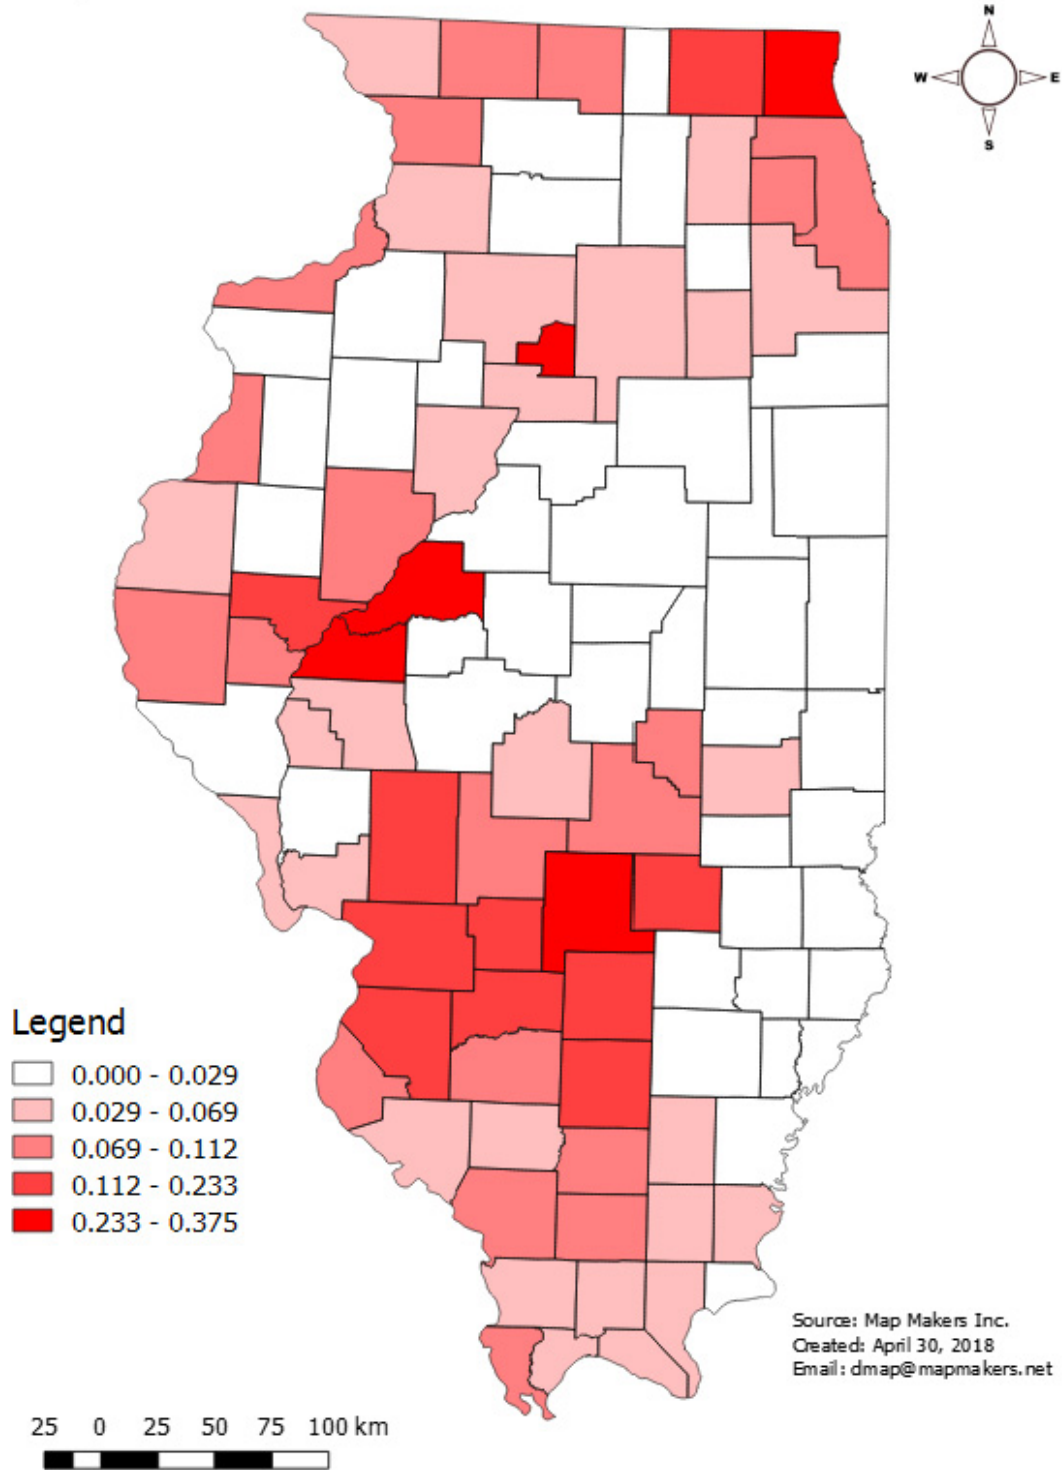 N
W E
S
Legend
0.000 - 0.029
0.029 - 0.069
0.069 - 0.112
0.112 - 0.233
0.233 - 0.375
Source: Map Makers Inc.
Created: April 30, 2018
Email: dmap@mapmakers.net
25 0 25 50 75 100 km